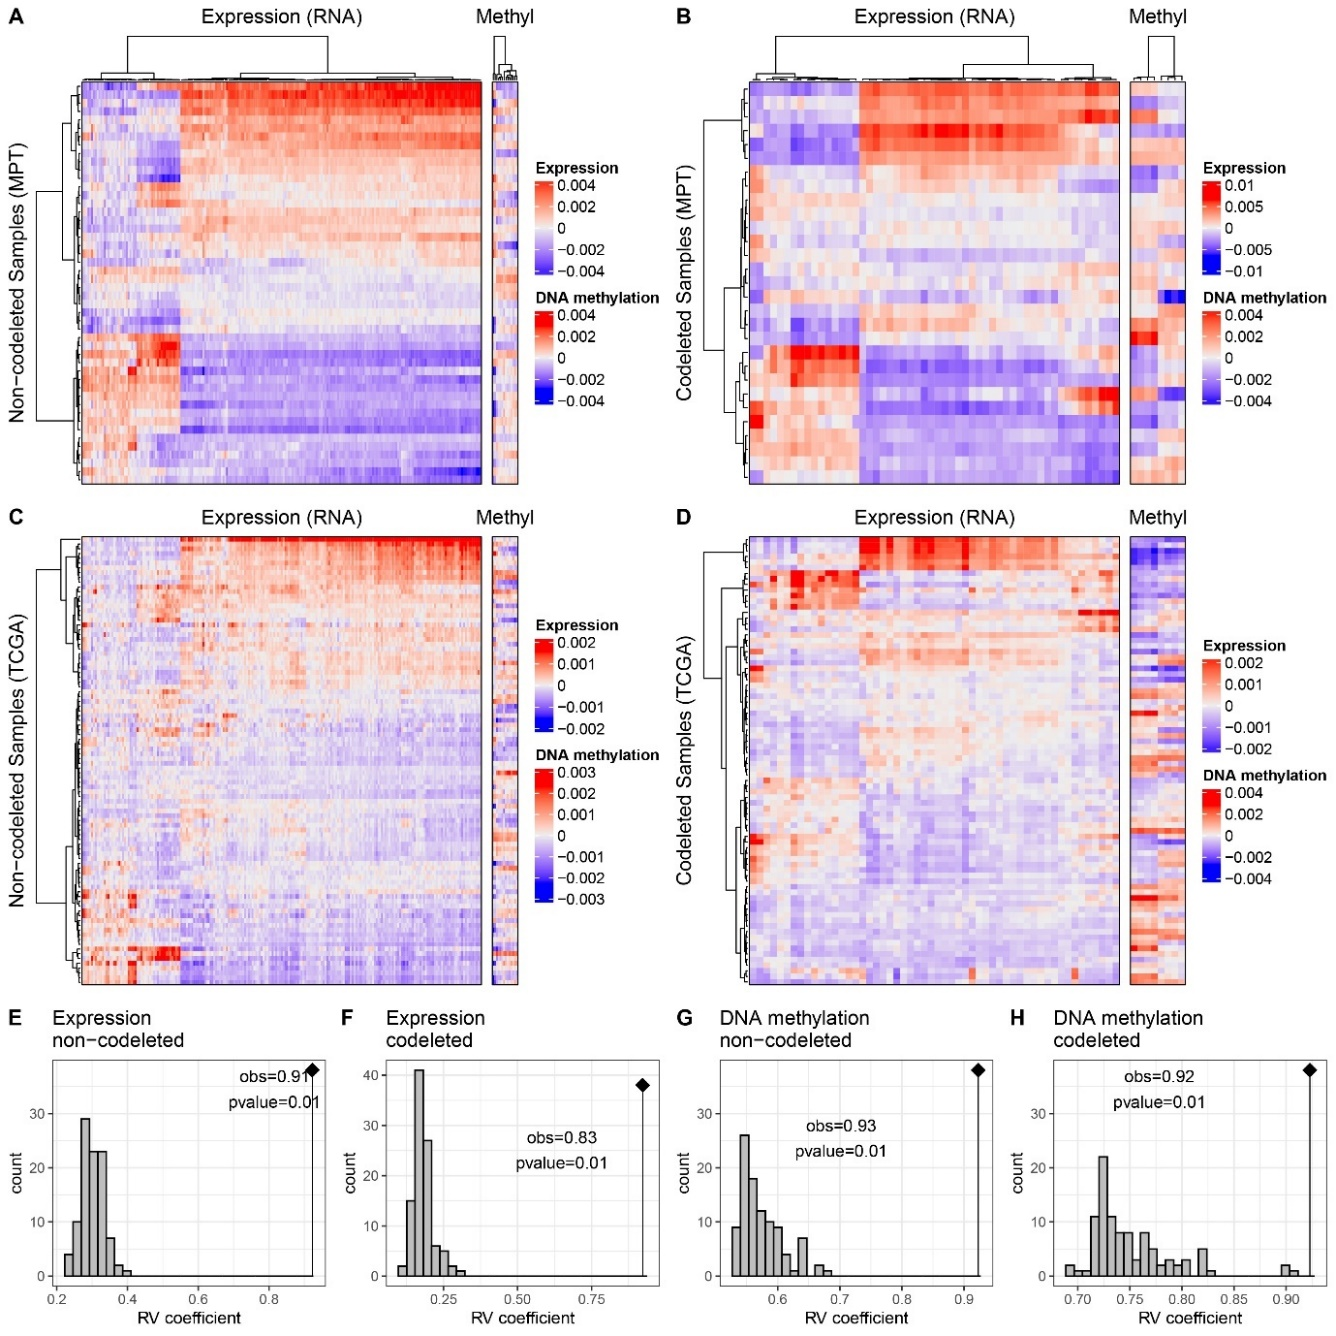 A
Expression (RNA)
Methyl
Non-codeleted Samples (MPT)
Expression
0.004
0.002
0
−0.002
−0.004
DNA methylation
0.004
0.002
0
−0.002
−0.004
B
Expression (RNA)
Methyl
Codeleted Samples (MPT)
Expression
0.01
0.005
0
−0.005
−0.01
DNA methylation
0.004
0.002
0
−0.002
−0.004
C
Expression (RNA)
Methyl
Non-codeleted Samples (TCGA)
Expression
0.002
0.001
0
−0.001
−0.002
DNA methylation
0.003
0.002
0.001
0
−0.001
−0.002
−0.003
D
Expression (RNA)
Methyl
Codeleted Samples (TCGA)
Expression
0.002
0.001
0
−0.001
−0.002
DNA methylation
0.004
0.002
0
−0.002
−0.004
E
Expression
non−codeleted
obs=0.91
pvalue=0.01
count
30
20
10
0
0.2 0.4 0.6 0.8
RV coefficient
F
Expression
codeleted
obs=0.83
pvalue=0.01
count
40
30
20
10
0
0.25 0.50 0.75
RV coefficient
G
DNA methylation
non−codeleted
obs=0.93
pvalue=0.01
count
30
20
10
0
0.6 0.7 0.8 0.9
RV coefficient
H
DNA methylation
codeleted
obs=0.92
pvalue=0.01
count
30
20
10
0
0.70 0.75 0.80 0.85 0.90
RV coefficient